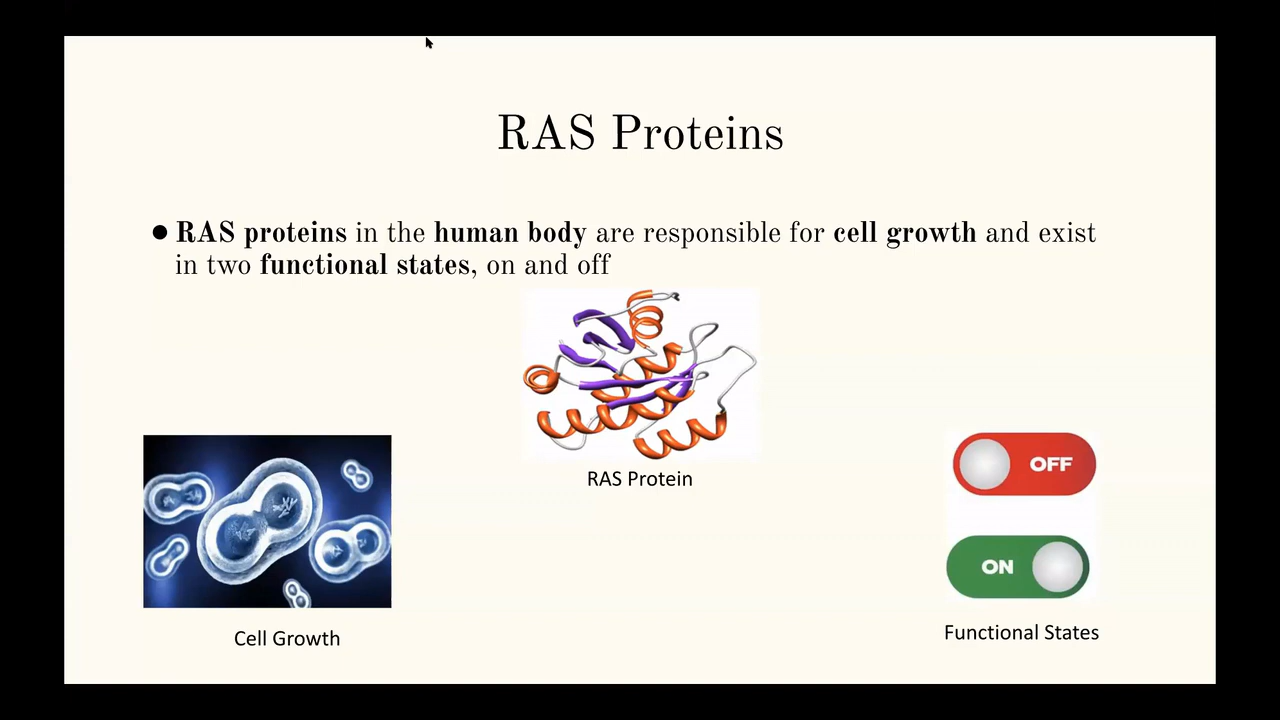 RAS Proteins
● RAS proteins in the human body are responsible for cell growth and exist
in two functional states, on and off
RAS Protein
OFF
ON
Cell Growth
Functional States